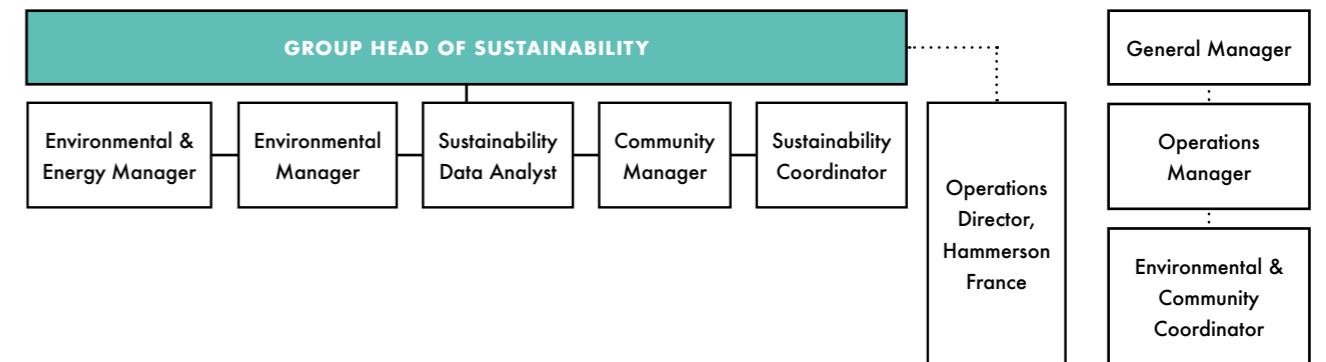 GROUP HEAD OF SUSTAINABILITY
General Manager
Environmental &
Energy Manager
Environmental
Manager
Sustainability
Data Analyst
Community
Manager
Sustainability
Coordinator
Operations
Director,
Hammerson
France
Operations
Manager
Environmental &
Community
Coordinator